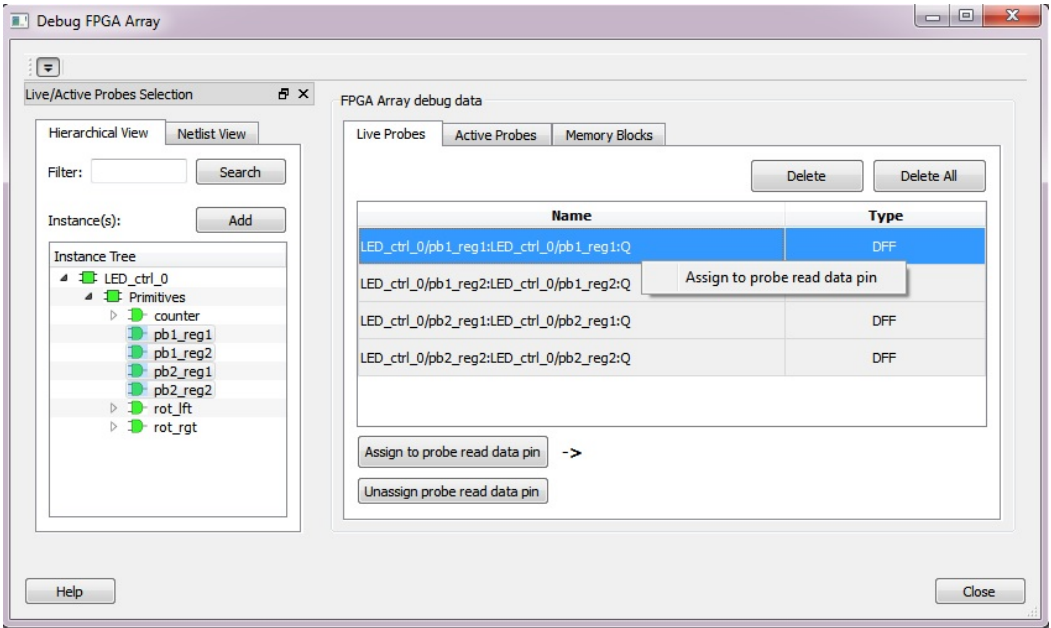 Debug FPGA Array
Live/Active Probes Selection
Hierarchical View Netlist View
Filter: Search
Instance(s): Add
Instance Tree
LED_ctrl_0
Primitives
counter
pb1_reg1
pb1_reg2
pb2_reg1
pb2_reg2
rot_lft
rot_rgt
FPGA Array debug data
Live Probes Active Probes Memory Blocks
Delete Delete All
Name Type
LED_ctrl_0/pb1_reg1:LED_ctrl_0/pb1_reg1:Q DFF
LED_ctrl_0/pb1_reg2:LED_ctrl_0/pb1_reg2:Q
Assign to probe read data pin
LED_ctrl_0/pb2_reg1:LED_ctrl_0/pb2_reg1:Q DFF
LED_ctrl_0/pb2_reg2:LED_ctrl_0/pb2_reg2:Q DFF
Assign to probe read data pin ->
Unassign probe read data pin
Help Close